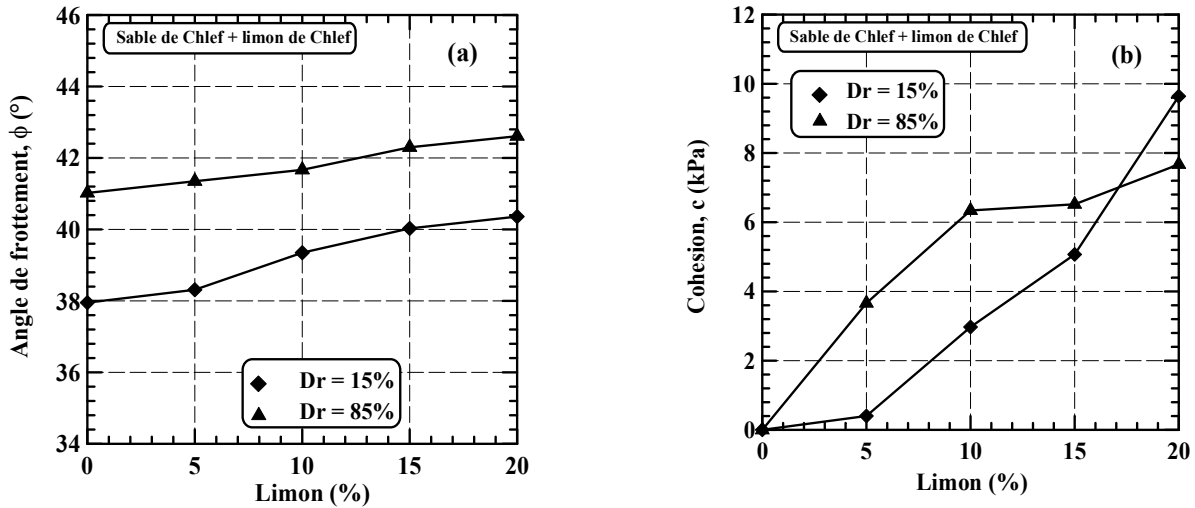 46
44
42
40
38
36
34
Angle de frottement, ϕ (°)
Sable de Chlef + limon de Chlef
(a)
Dr = 15%
Dr = 85%
0 5 10 15 20
Limon (%)
12
10
8
6
4
2
0
Cohesion, c (kPa)
Sable de Chlef + limon de Chlef
(b)
Dr = 15%
Dr = 85%
0 5 10 15 20
Limon (%)